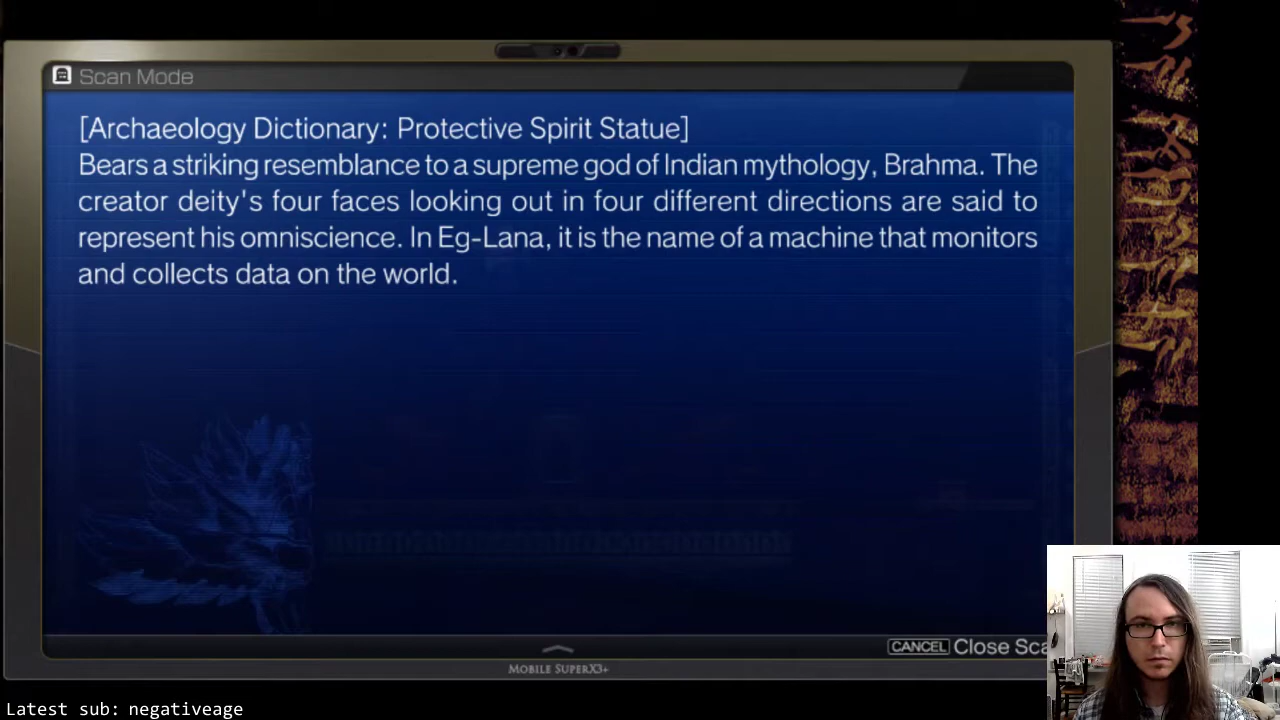 Scan Mode
[Archaeology Dictionary: Protective Spirit Statue]
Bears a striking resemblance to a supreme god of Indian mythology, Brahma. The
creator deity's four faces looking out in four different directions are said to
represent his omniscience. In Eg-Lana, it is the name of a machine that monitors
and collects data on the world.
CANCEL Close Sca
MOBILE SUPERX3+
Latest sub: negativeage